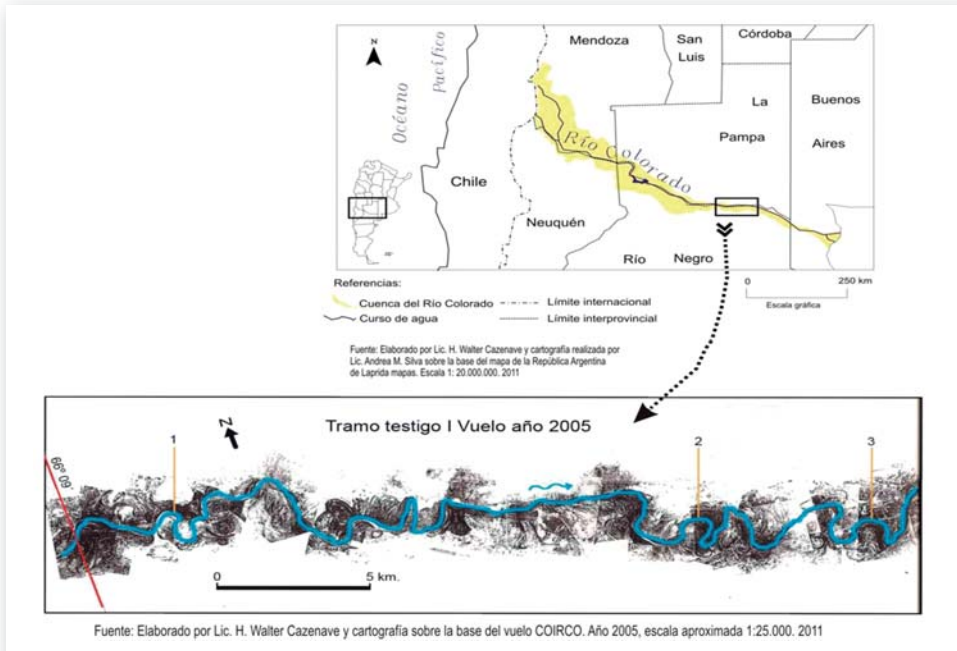 Océano
Pacífico
N
Mendoza
San
Luis
Córdoba
La
Pampa
Buenos
Aires
Río Colorado
Chile
Neuquén
Río Negro
Referencias:
Cuenca del Río Colorado
Límite internacional
Curso de agua
Límite interprovincial
0 250 km
Escala gráfica
Fuente: Elaborado por Lic. H. Walter Cazenave y cartografía realizada por
Lic. Andrea M. Silva sobre la base del mapa de la República Argentina
de Laprida mapas. Escala 1: 20.000.000. 2011
Tramo testigo I Vuelo año 2005
N
66º 09´
1
2
3
0 5 km.
Fuente: Elaborado por Lic. H. Walter Cazenave y cartografía sobre la base del vuelo COIRCO. Año 2005, escala aproximada 1:25.000. 2011